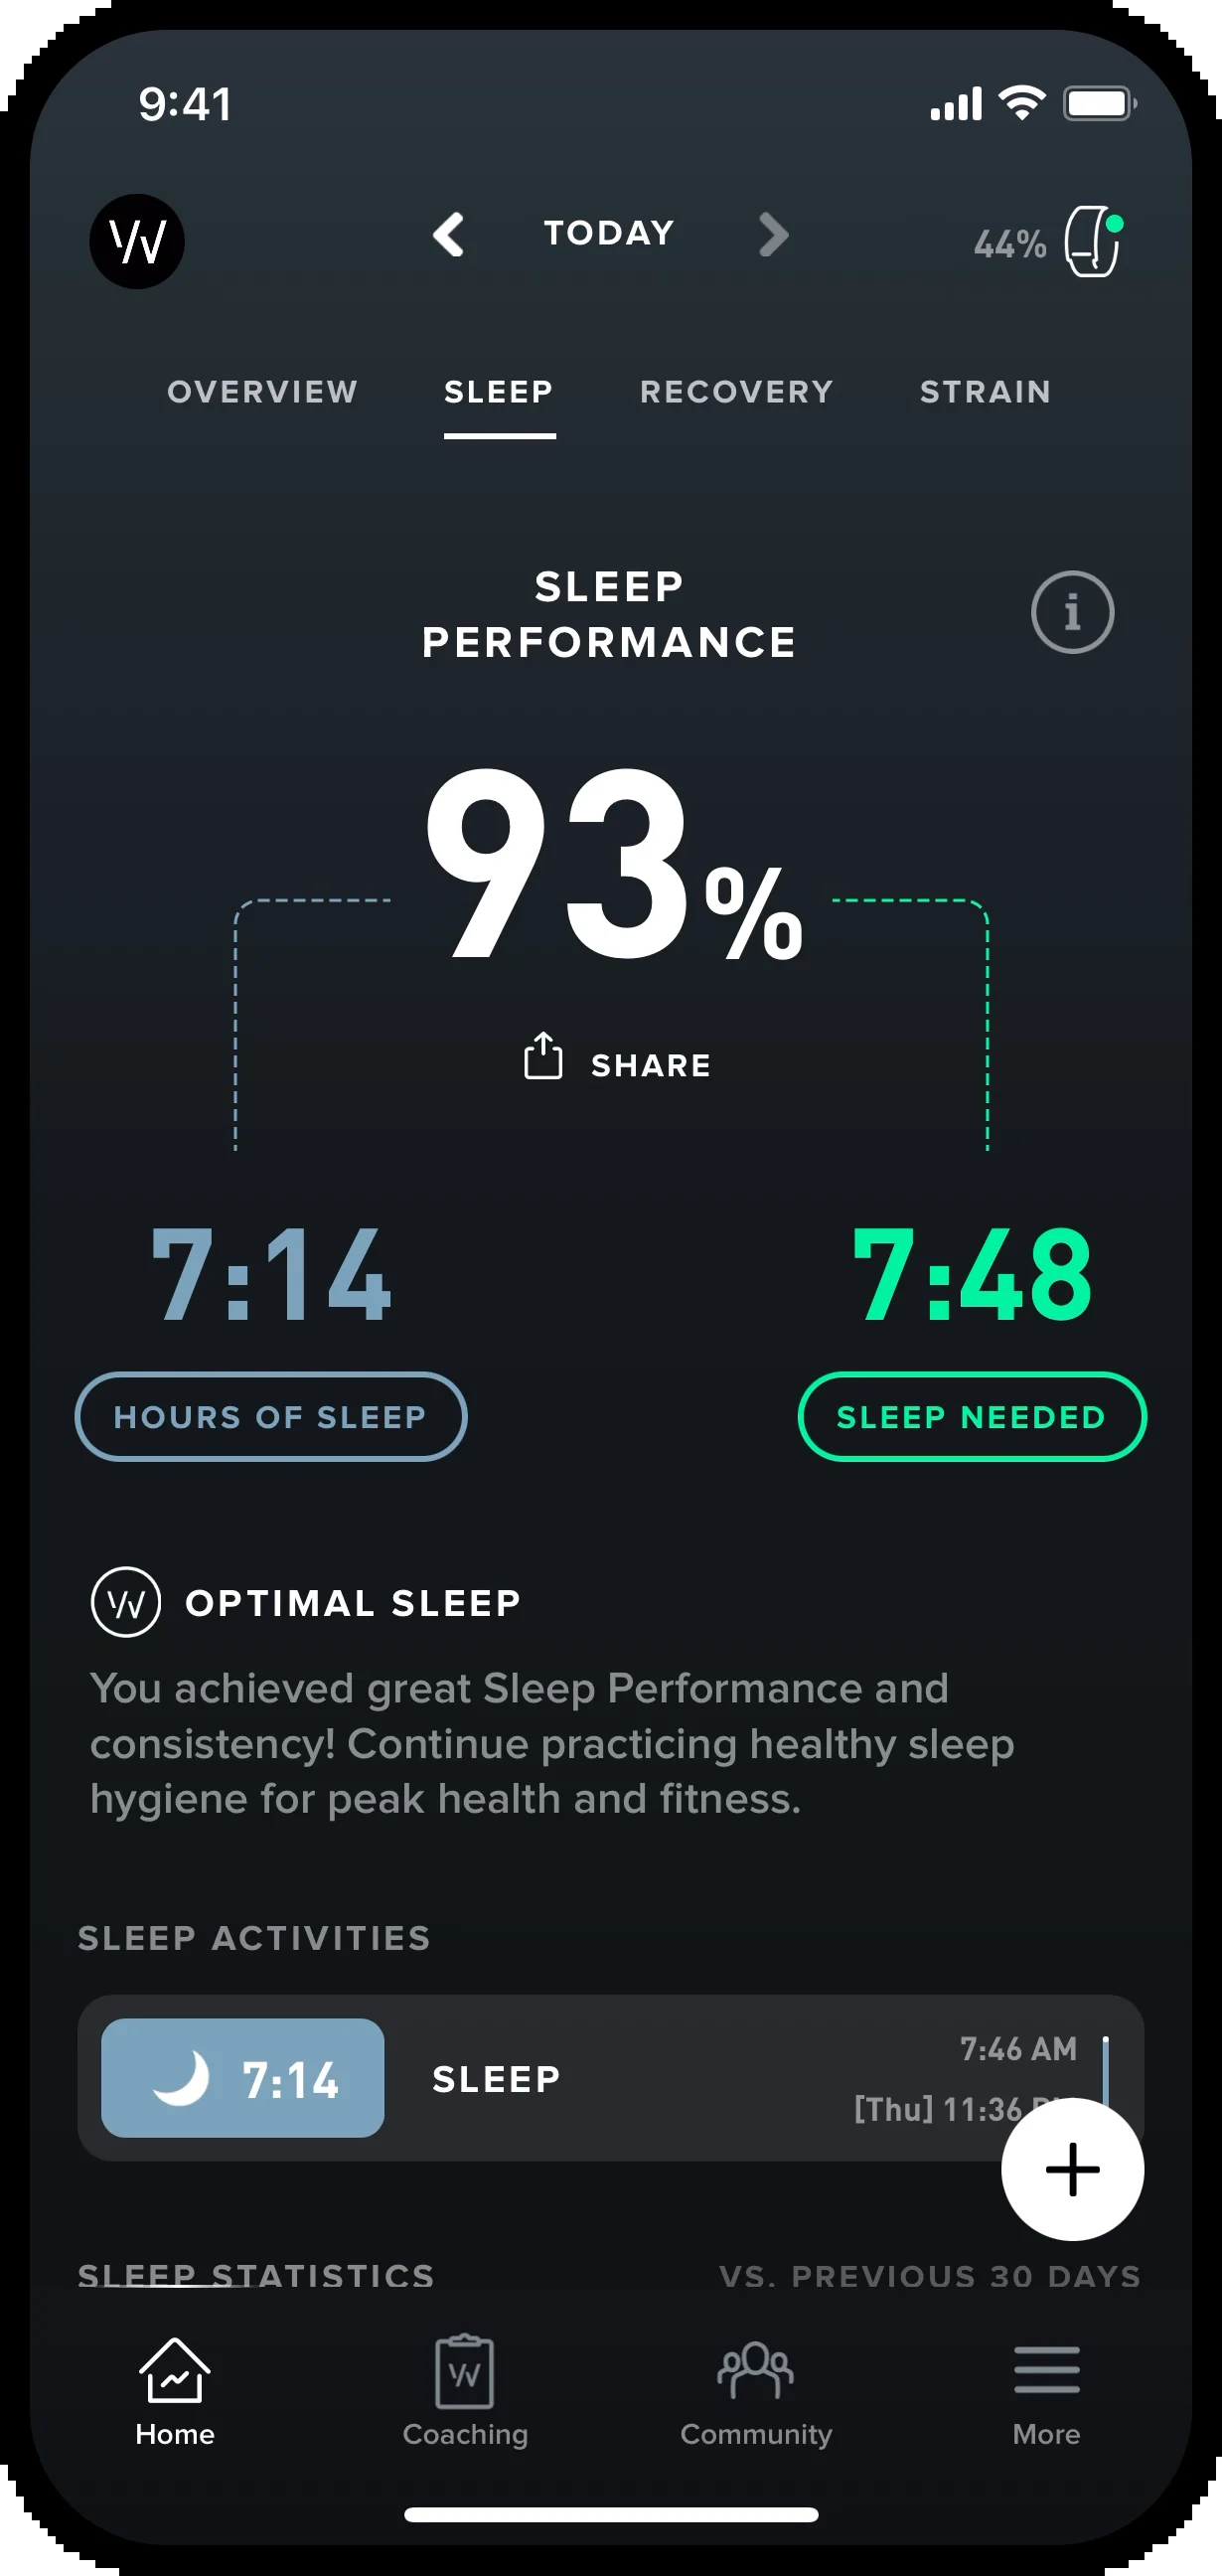 9:41
TODAY
44%
OVERVIEW SLEEP RECOVERY STRAIN
SLEEP
PERFORMANCE
93%
SHARE
7:14 7:48
HOURS OF SLEEP SLEEP NEEDED
OPTIMAL SLEEP
You achieved great Sleep Performance and
consistency! Continue practicing healthy sleep
hygiene for peak health and fitness.
SLEEP ACTIVITIES
7:14 SLEEP
7:46 AM
[Thu] 11:36
SLEEP STATISTICS VS. PREVIOUS 30 DAYS
Home Coaching Community More